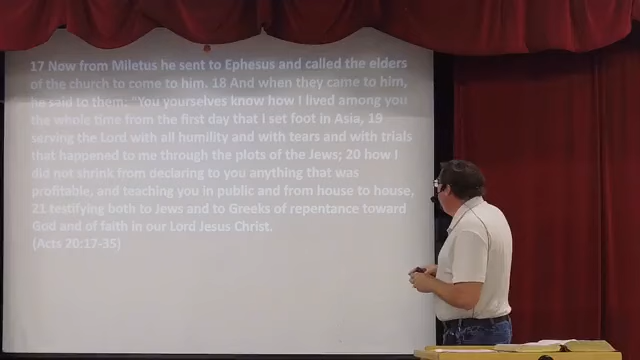 17 Now from Miletus he sent to Ephesus and called the elders
of the church to come to him. 18 And when they came to him,
he said to them: "You yourselves know how I lived among you
the whole time from the first day that I set foot in Asia, 19
serving the Lord with all humility and with tears and with trials
that happened to me through the plots of the Jews; 20 how I
did not shrink from declaring to you anything that was
profitable, and teaching you in public and from house to house,
21 testifying both to Jews and to Greeks of repentance toward
God and of faith in our Lord Jesus Christ.
(Acts 20:17-35)